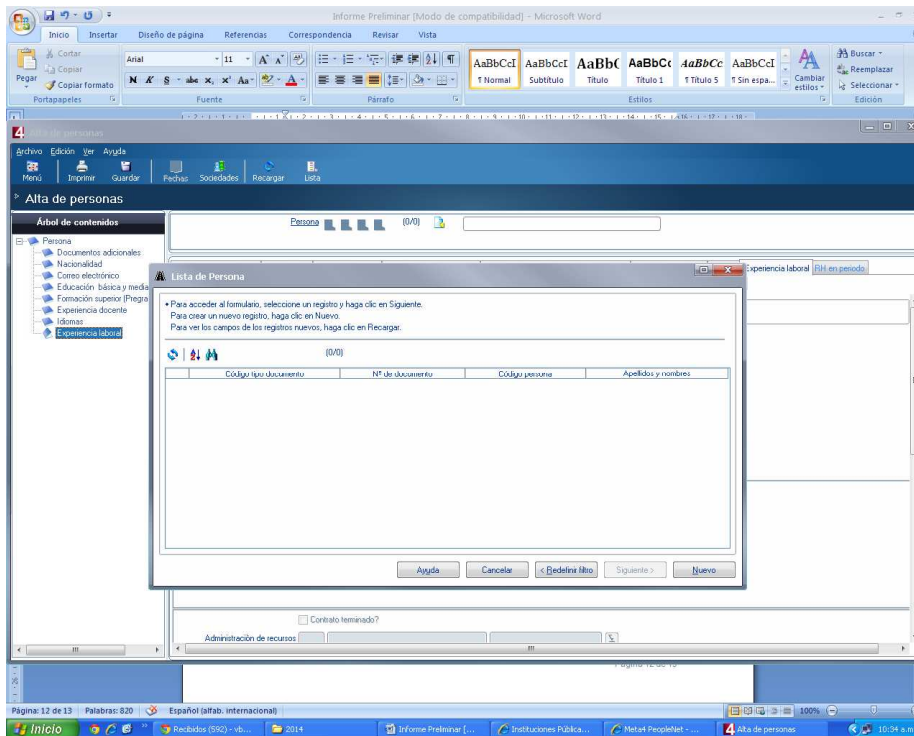 Informe Preliminar [Modo de compatibilidad] - Microsoft Word
Inicio Insertar Diseño de página Referencias Correspondencia Revisar Vista
Pegar
Cortar
Copiar
Copiar formato
Portapapeles
Arial 11
N K S abc x, x' Aa
Fuente
Párrafo
AaBbCcI AaBbCcI AaBb( AaBbCc AaBbCc AaBbCcI
¶ Normal Subtítulo Título Título 1 ¶ Título 5 ¶ Sin espa...
Cambiar estilos
Estilos
Buscar
Reemplazar
Seleccionar
Edición
Alta de personas
Archivo Edición Ver Ayuda
Menú Imprimir Guardar Fechas Sociedades Recargar Lista
Alta de personas
Árbol de contenidos
Persona
Documentos adicionales
Nacionalidad
Correo electrónico
Educación básica y media
Formación superior (Pregra
Experiencia docente
Idiomas
Experiencia laboral
Persona (0/0)
Experiencia laboral RH en periodo
Lista de Persona
• Para acceder al formulario, seleccione un registro y haga clic en Siguiente.
Para crear un nuevo registro, haga clic en Nuevo.
Para ver los campos de los registros nuevos, haga clic en Recargar.
(0/0)
Código tipo documento Nº de documento Código persona Apellidos y nombres
Ayuda Cancelar < Redefinir filtro Siguiente > Nuevo
Contrato terminado?
Administración de recursos
Página: 12 de 13 Palabras: 820 Español (alfab. internacional) 100%
Inicio Recibidos (592) - vb... 2014 Informe Preliminar [... Instituciones Pública... Meta4 PeopleNet - ... Alta de personas 10:34 a.m.